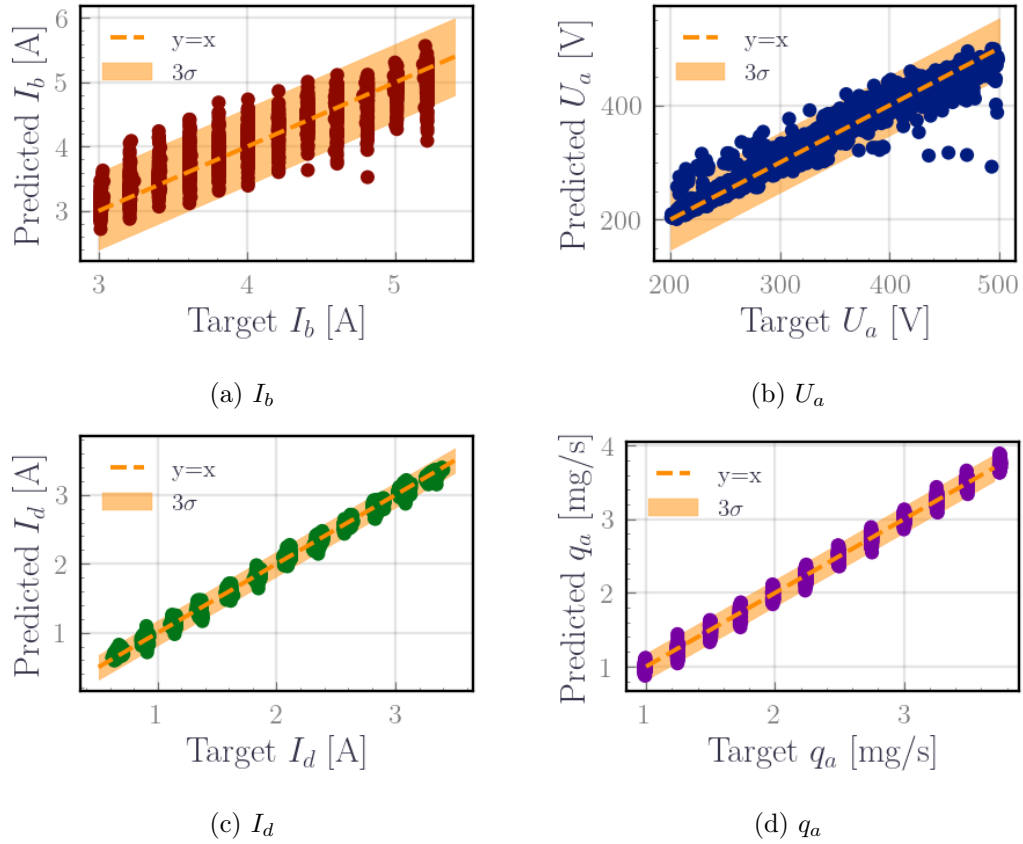 Predicted I_b [A]
6
5
4
3
y=x
3σ
3
4
5
Target I_b [A]
(a) I_b
Predicted U_a [V]
400
200
y=x
3σ
200
300
400
500
Target U_a [V]
(b) U_a
Predicted I_d [A]
3
2
1
y=x
3σ
1
2
3
Target I_d [A]
(c) I_d
Predicted q_a [mg/s]
4
3
2
1
y=x
3σ
1
2
3
Target q_a [mg/s]
(d) q_a